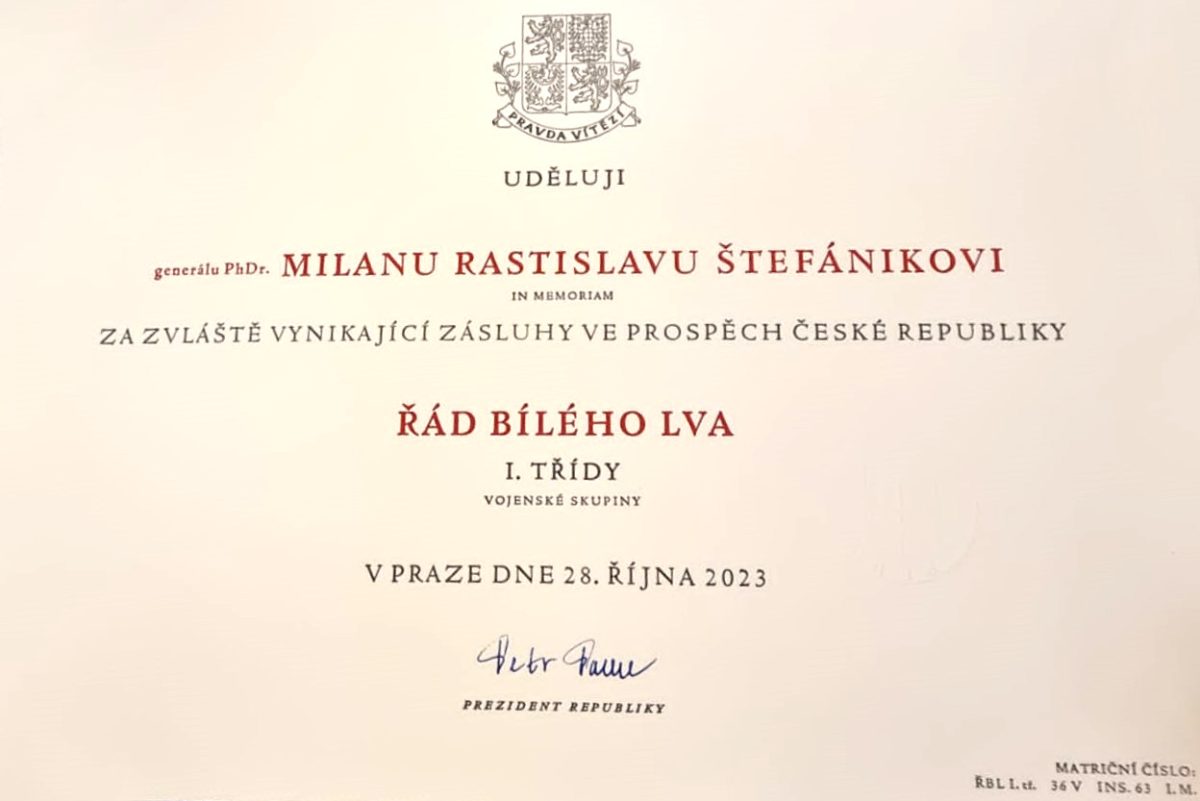 PRAVDA VÍTĚZÍ
UDĚLUJI
generálu PhDr. MILANU RASTISLAVU ŠTEFÁNIKOVI
IN MEMORIAM
ZA ZVLÁŠTĚ VYNIKAJÍCÍ ZÁSLUHY VE PROSPĚCH ČESKÉ REPUBLIKY
ŘÁD BÍLÉHO LVA
I. TŘÍDY
VOJENSKÉ SKUPINY
V PRAZE DNE 28. ŘÍJNA 2023
Petr Pavel
PREZIDENT REPUBLIKY
MATRIČNÍ ČÍSLO:
ŘBL I. tř. 36 V INS. 63 I.M.